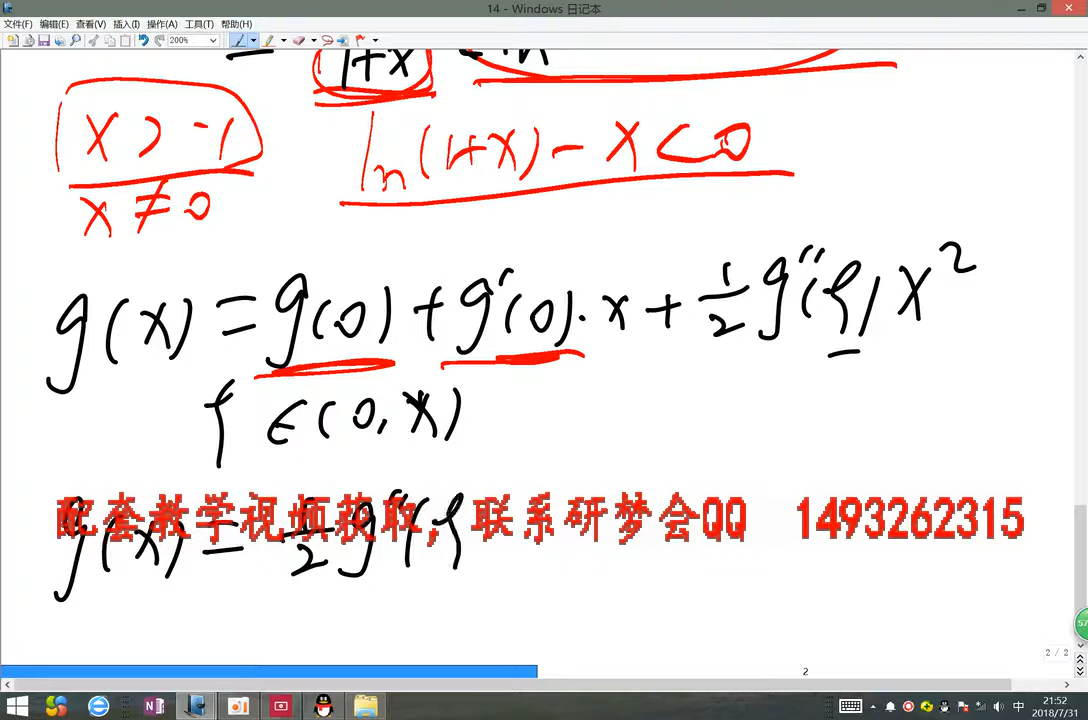 14 - Windows 日记本
文件(F) 编辑(E) 查看(V) 插入(I) 操作(A) 工具(T) 帮助(H)
200%
1+x
x > -1
ln(1+x) - x < 0
x ≠ 0
g(x) = g(0) + g'(0)·x + 1/2 g''(ξ) x²
ξ ∈ (0, x)
配套教学视频获取, 联系研梦会QQ 1493262315
g(x) = 1/2 g''(ξ
57
2 / 2
2
中
21:52
2018/7/31